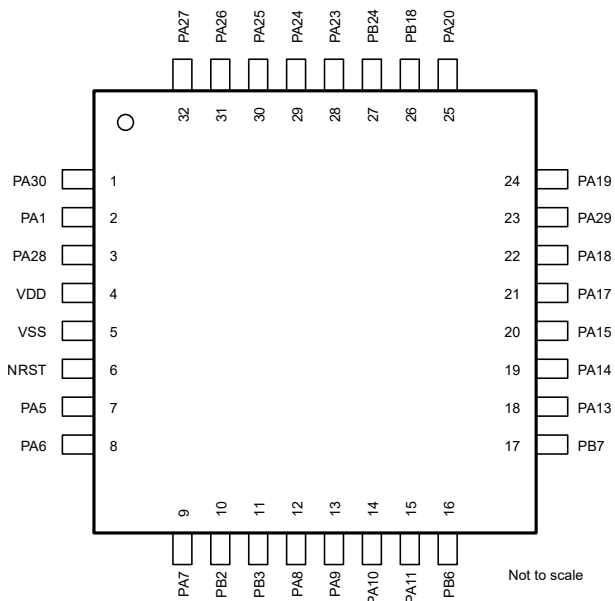 PA27 PA26 PA25 PA24 PA23 PB24 PB18 PA20
32 31 30 29 28 27 26 25
PA30 1 24 PA19
PA1 2 23 PA29
PA28 3 22 PA18
VDD 4 21 PA17
VSS 5 20 PA15
NRST 6 19 PA14
PA5 7 18 PA13
PA6 8 17 PB7
9 10 11 12 13 14 15 16
PA7 PB2 PB3 PA8 PA9 PA10 PA11 PB6
Not to scale